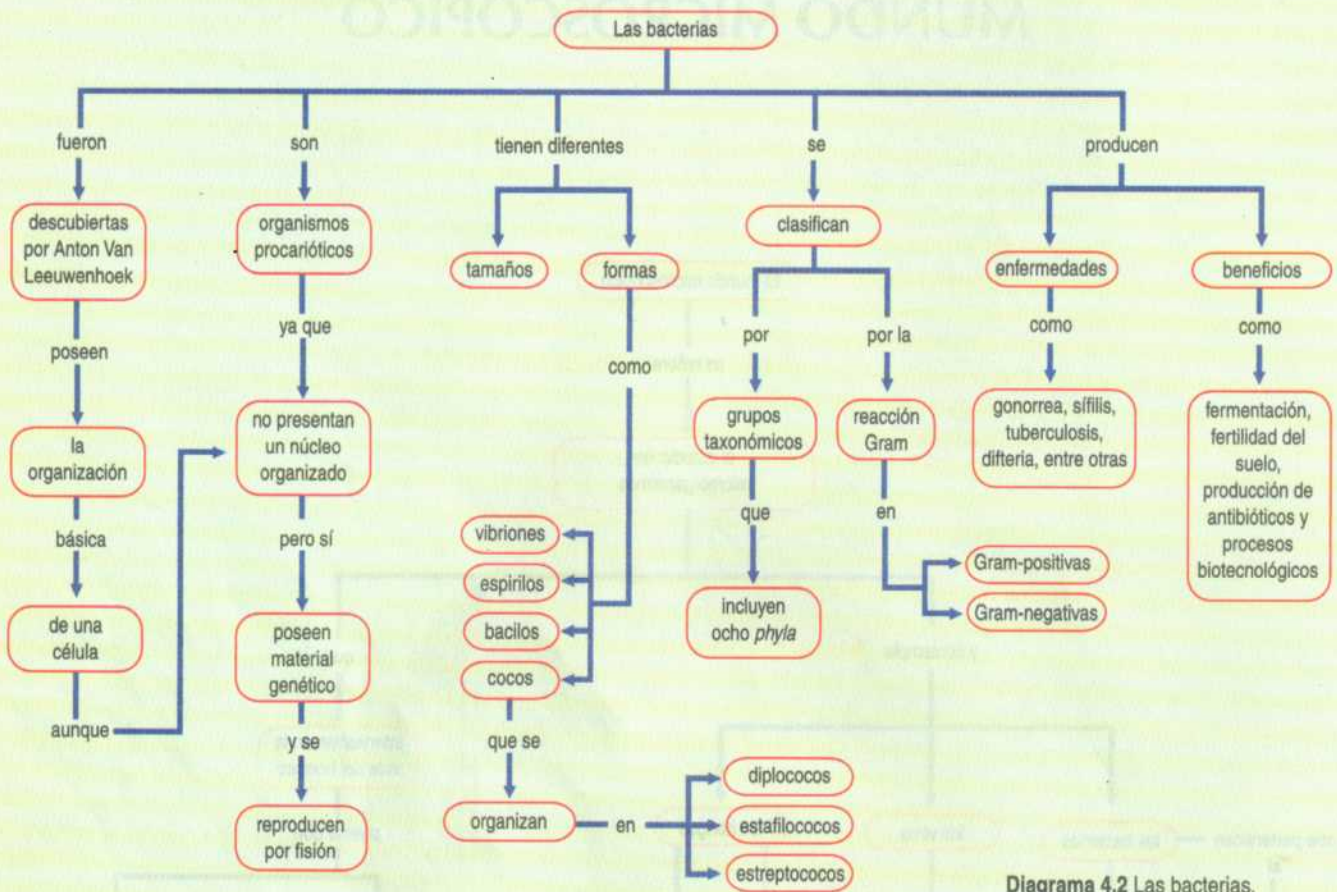 MUNDO MICROSCÓPICO
Las bacterias
fueron
descubiertas
por Anton Van
Leeuwenhoek
poseen
la
organización
básica
de una
célula
aunque
son
organismos
procarióticos
ya que
no presentan
un núcleo
organizado
pero sí
poseen
material
genético
y se
reproducen
por fisión
tienen diferentes
tamaños
formas
como
vibriones
espirilos
bacilos
cocos
que se
organizan
en
diplococos
estafilococos
estreptococos
se
clasifican
por
grupos
taxonómicos
que
incluyen
ocho phyla
por la
reacción
Gram
en
Gram-positivas
Gram-negativas
producen
enfermedades
como
gonorrea, sífilis,
tuberculosis,
difteria, entre otras
beneficios
como
fermentación,
fertilidad del
suelo,
producción de
antibióticos y
procesos
biotecnológicos
Diagrama 4.2 Las bacterias.